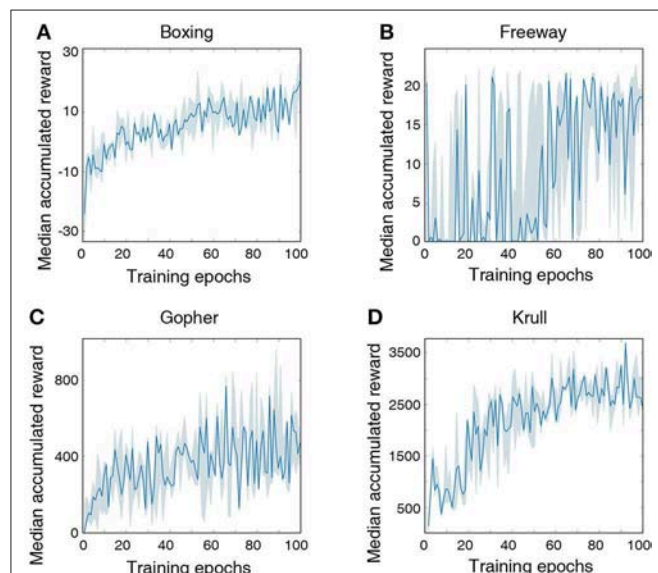 A
Boxing
Median accumulated reward
30
10
-10
-30
0 20 40 60 80 100
Training epochs
B
Freeway
Median accumulated reward
20
15
10
5
0
0 20 40 60 80 100
Training epochs
C
Gopher
Median accumulated reward
800
400
0
0 20 40 60 80 100
Training epochs
D
Krull
Median accumulated reward
3500
2500
1500
500
0 20 40 60 80 100
Training epochs